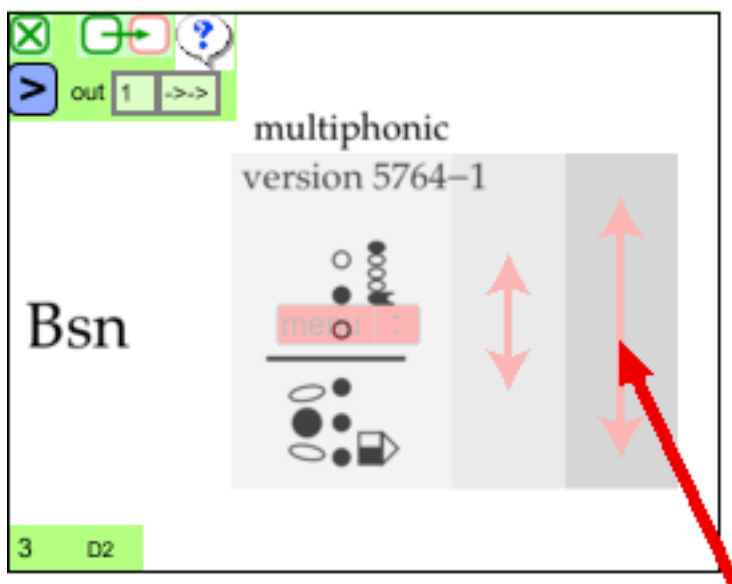 ?
> out 1 ->->
multiphonic
version 5764-1
Bsn
menu
3 D2